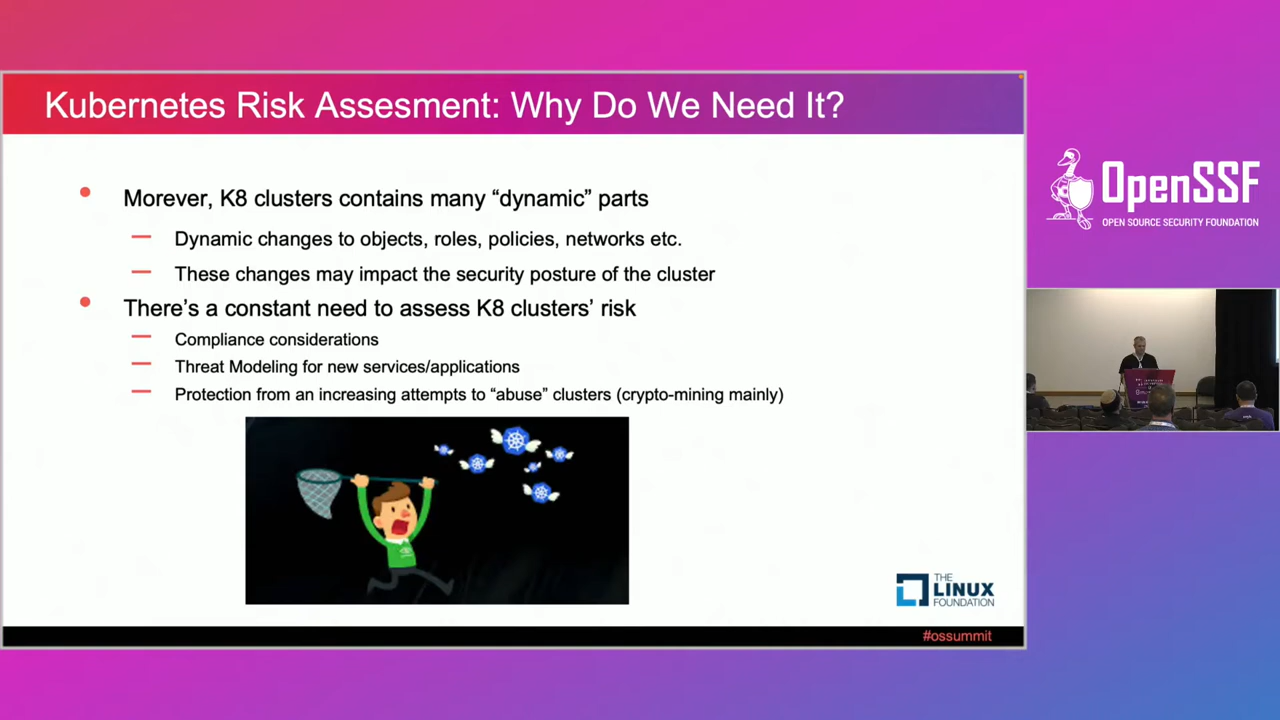 Kubernetes Risk Assesment: Why Do We Need It?
Morever, K8 clusters contains many “dynamic” parts
Dynamic changes to objects, roles, policies, networks etc.
These changes may impact the security posture of the cluster
There’s a constant need to assess K8 clusters’ risk
Compliance considerations
Threat Modeling for new services/applications
Protection from an increasing attempts to “abuse” clusters (crypto-mining mainly)
THE
LINUX
FOUNDATION
#ossummit
OpenSSF
OPEN SOURCE SECURITY FOUNDATION